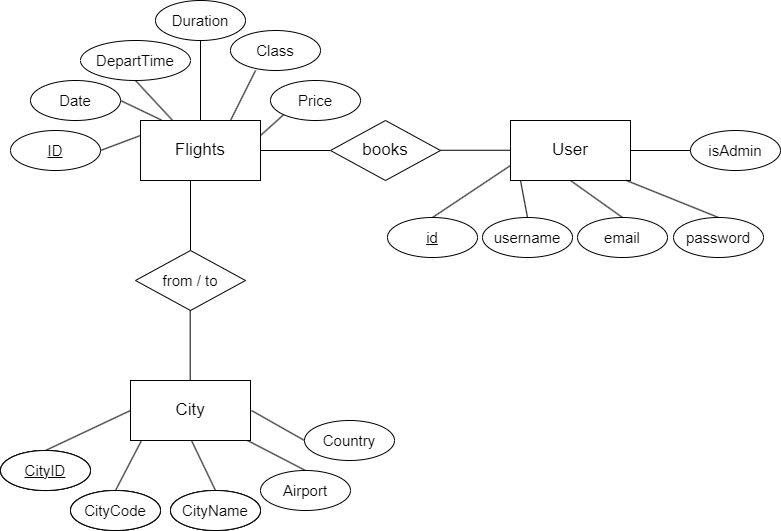 Duration
Class
DepartTime
Date
Price
ID
Flights
books
User
isAdmin
id
username
email
password
from / to
City
Country
CityID
Airport
CityCode
CityName